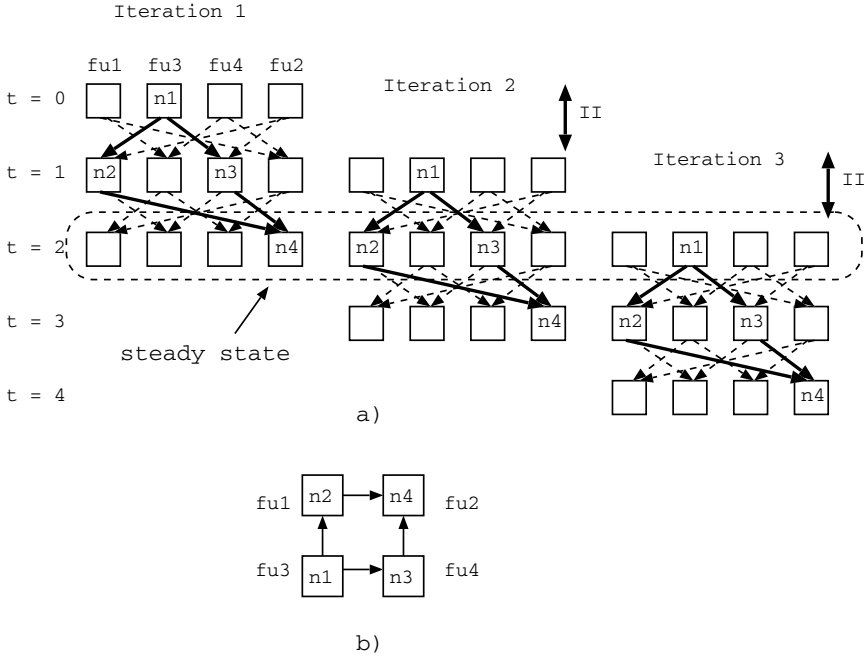 Iteration 1
fu1 fu3 fu4 fu2
Iteration 2
t = 0
n1
II
Iteration 3
t = 1
n2 n3
n1
II
t = 2
n4
n2 n3
n1
t = 3
n4
n2 n3
steady state
t = 4
n4
a)
fu1 n2 n4 fu2
fu3 n1 n3 fu4
b)